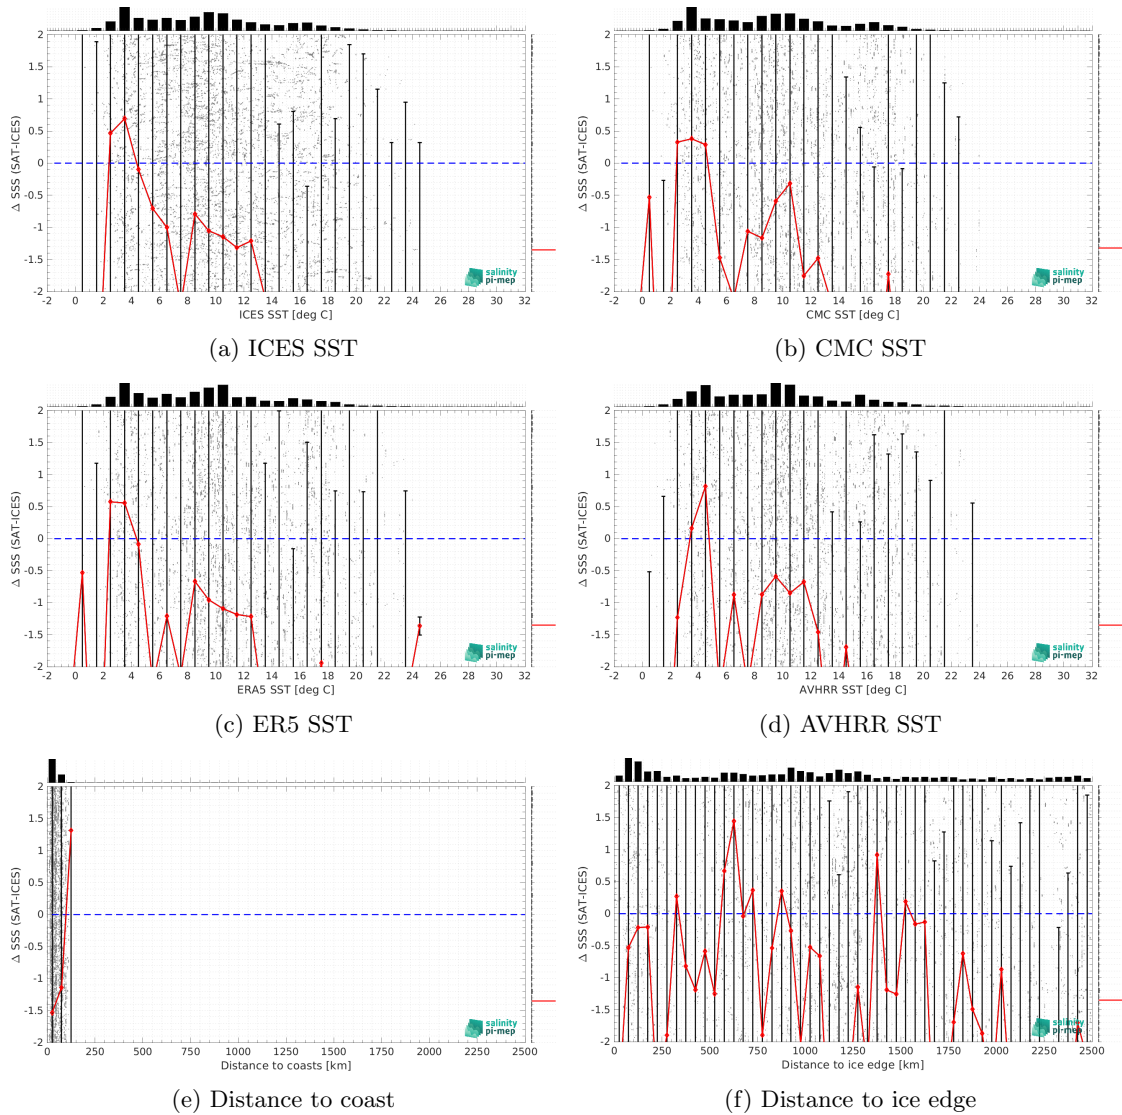 2
1.5
1
0.5
0
-0.5
-1
-1.5
-2
Δ SSS (SAT-ICES)
salinity
pi-mep
-2 0 2 4 6 8 10 12 14 16 18 20 22 24 26 28 30 32
ICES SST [deg C]
(a) ICES SST
2
1.5
1
0.5
0
-0.5
-1
-1.5
-2
Δ SSS (SAT-ICES)
salinity
pi-mep
-2 0 2 4 6 8 10 12 14 16 18 20 22 24 26 28 30 32
CMC SST [deg C]
(b) CMC SST
2
1.5
1
0.5
0
-0.5
-1
-1.5
-2
Δ SSS (SAT-ICES)
salinity
pi-mep
-2 0 2 4 6 8 10 12 14 16 18 20 22 24 26 28 30 32
ERA5 SST [deg C]
(c) ER5 SST
2
1.5
1
0.5
0
-0.5
-1
-1.5
-2
Δ SSS (SAT-ICES)
salinity
pi-mep
-2 0 2 4 6 8 10 12 14 16 18 20 22 24 26 28 30 32
AVHRR SST [deg C]
(d) AVHRR SST
2
1.5
1
0.5
0
-0.5
-1
-1.5
-2
Δ SSS (SAT-ICES)
salinity
pi-mep
0 250 500 750 1000 1250 1500 1750 2000 2250 2500
Distance to coasts [km]
(e) Distance to coast
2
1.5
1
0.5
0
-0.5
-1
-1.5
-2
Δ SSS (SAT-ICES)
salinity
pi-mep
0 250 500 750 1000 1250 1500 1750 2000 2250 2500
Distance to ice edge [km]
(f) Distance to ice edge